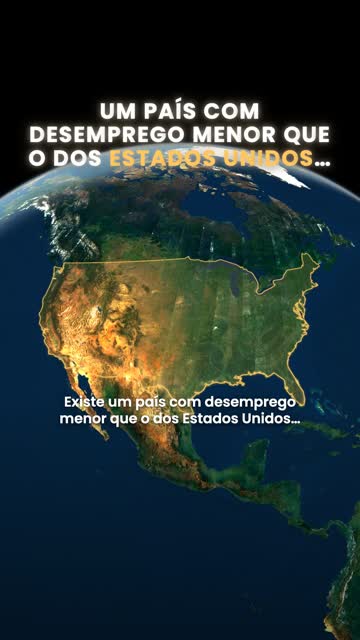 UM PAÍS COM
DESEMPREGO MENOR QUE
O DOS ESTADOS UNIDOS...
Existe um país com desemprego
menor que o dos Estados Unidos...